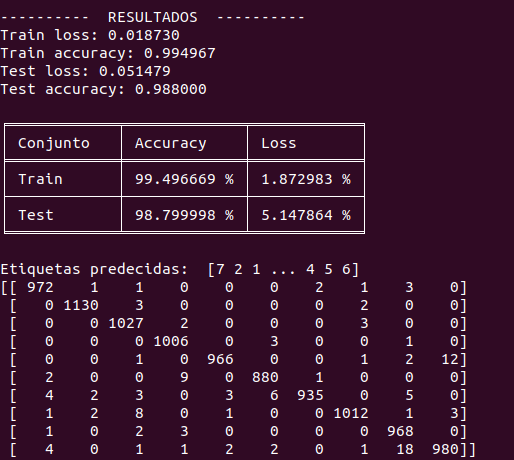 ---------- RESULTADOS ----------
Train loss: 0.018730
Train accuracy: 0.994967
Test loss: 0.051479
Test accuracy: 0.988000
Conjunto Accuracy Loss
Train 99.496669 % 1.872983 %
Test 98.799998 % 5.147864 %
Etiquetas predecidas: [7 2 1 ... 4 5 6]
[[ 972 1 1 0 0 0 2 1 3 0]
[ 0 1130 3 0 0 0 0 2 0 0]
[ 0 0 1027 2 0 0 0 3 0 0]
[ 0 0 0 1006 0 3 0 0 1 0]
[ 0 0 1 0 966 0 0 1 2 12]
[ 2 0 0 9 0 880 1 0 0 0]
[ 4 2 3 0 3 6 935 0 5 0]
[ 1 2 8 0 1 0 0 1012 1 3]
[ 1 0 2 3 0 0 0 0 968 0]
[ 4 0 1 1 2 2 0 1 18 980]]